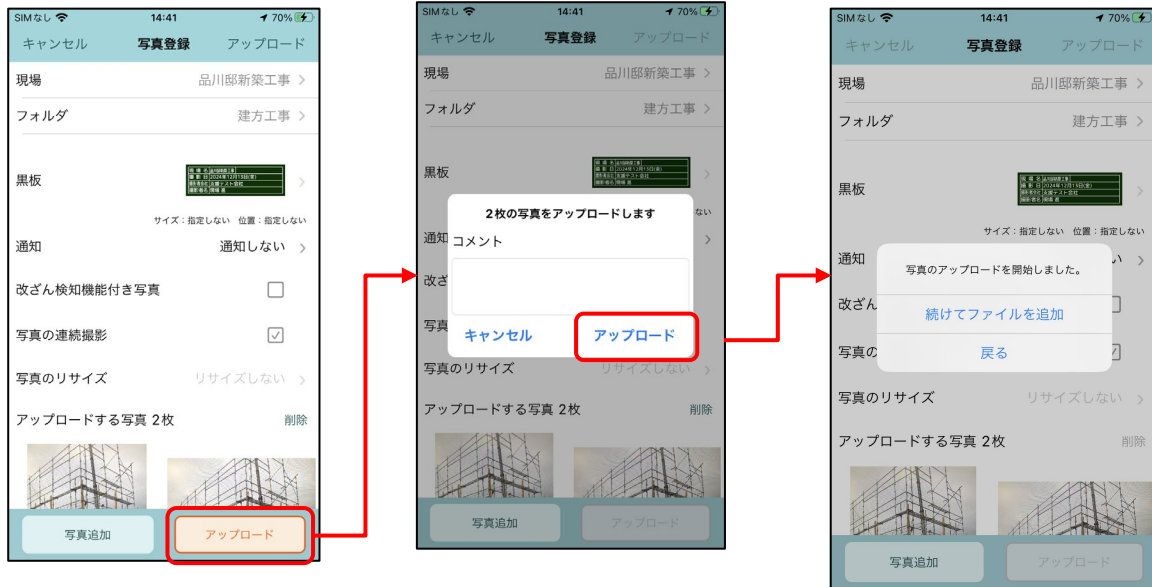 SIMなし 14:41 70%
キャンセル 写真登録 アップロード
現場 品川邸新築工事
フォルダ 建方工事
黒板
サイズ：指定しない 位置：指定しない
通知 通知しない
改ざん検知機能付き写真
写真の連続撮影
写真のリサイズ リサイズしない
アップロードする写真 2枚 削除
写真追加 アップロード
SIMなし 14:41 70%
キャンセル 写真登録 アップロード
現場 品川邸新築工事
フォルダ 建方工事
黒板
ない
2枚の写真をアップロードします
通知
コメント
改ざ
写真
キャンセル アップロード
写真のリサイズ リサイズしない
アップロードする写真 2枚 削除
写真追加 アップロード
SIMなし 14:41 70%
キャンセル 写真登録 アップロード
現場 品川邸新築工事
フォルダ 建方工事
黒板
サイズ：指定しない 位置：指定しない
通知 い
写真のアップロードを開始しました。
改ざん
続けてファイルを追加
写真の
戻る
写真のリサイズ リサイズしない
アップロードする写真 2枚 削除
写真追加 アップロード